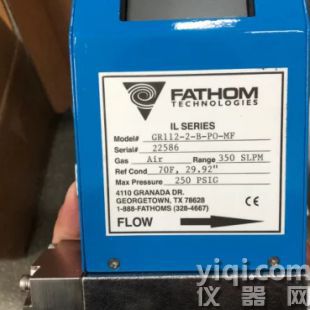 FATHOM
TECHNOLOGIES
IL SERIES
Model# GR112-2-B-PO-MF
Serial# 22586
Gas Air Range 350 SLPM
Ref Cond 70F, 29.92"
Max Pressure 250 PSIG
4110 GRANADA DR.
GEORGETOWN, TX 78628
1-888-FATHOMS (328-4667)
FLOW
yiqi.com
仪器网